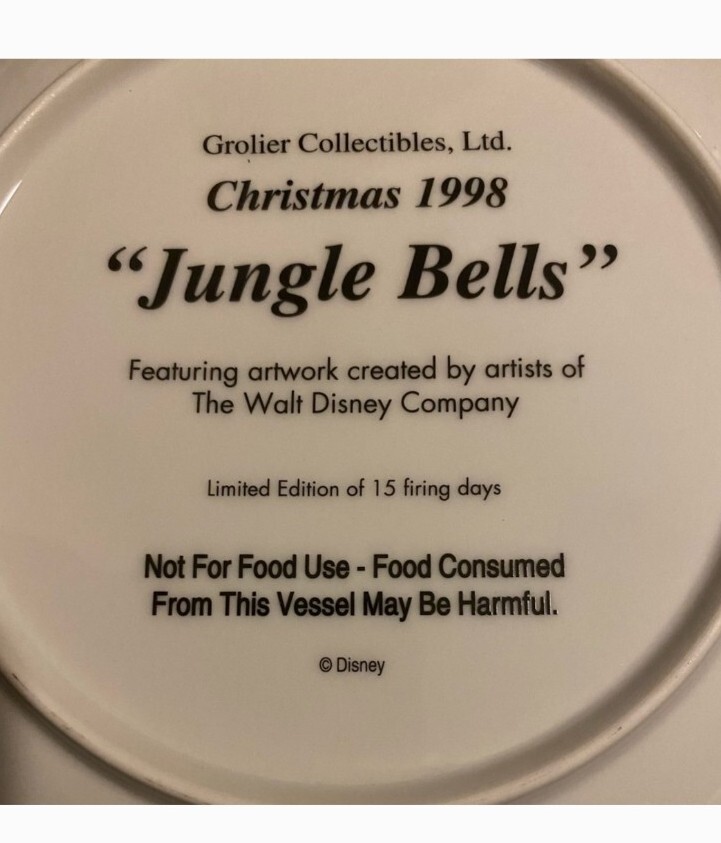 Grolier Collectibles, Ltd.
Christmas 1998
“Jungle Bells”
Featuring artwork created by artists of
The Walt Disney Company
Limited Edition of 15 firing days
Not For Food Use - Food Consumed
From This Vessel May Be Harmful.
© Disney